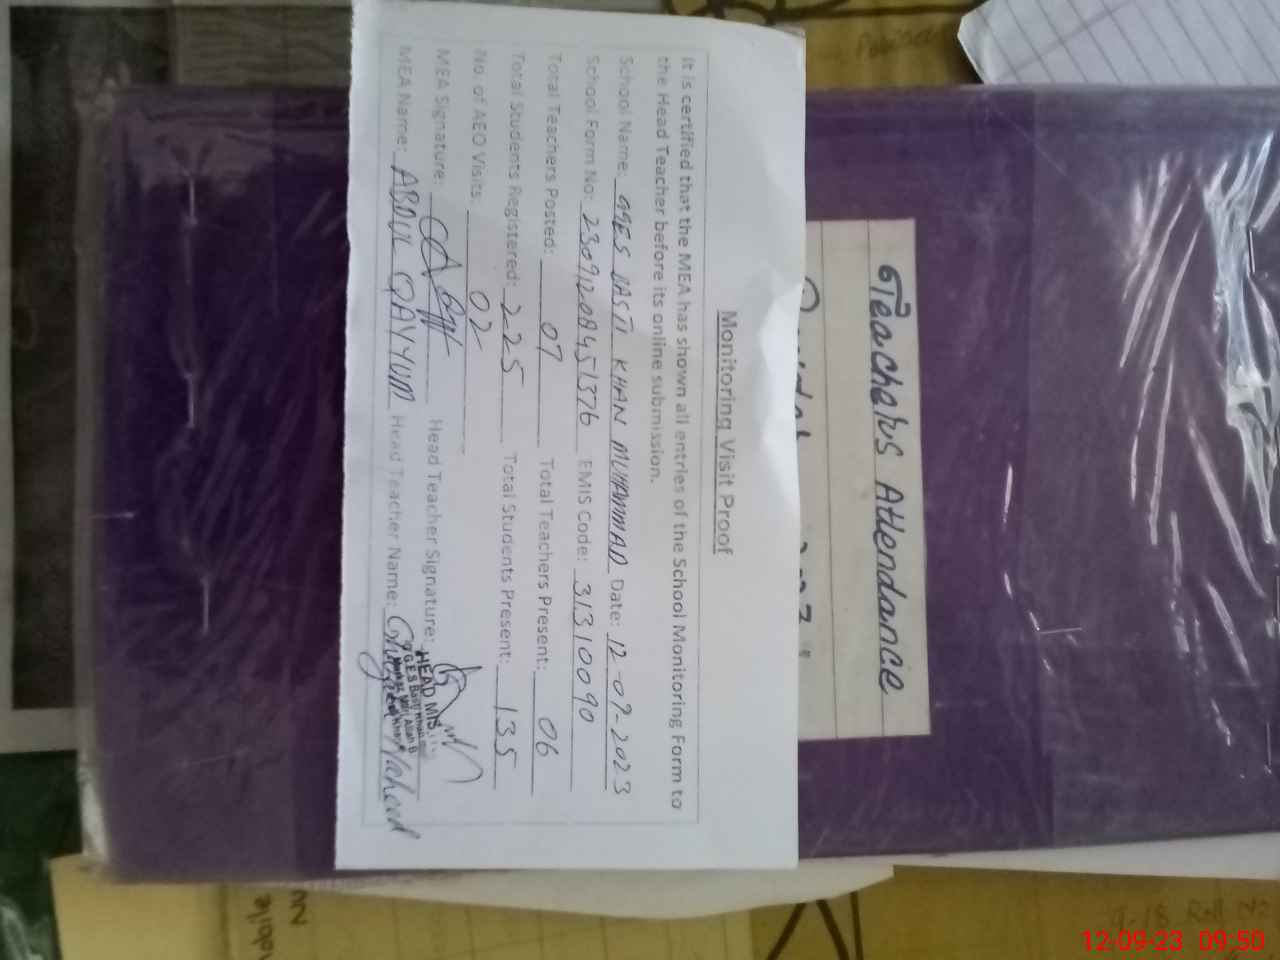 Monitoring Visit Proof
It is certified that the MEA has shown all entries of the School Monitoring Form to
the Head Teacher before its online submission.
School Name: GGES BASTI KHAN MUHAMMAD Date: 12-09-2023
School Form No: EMIS Code: 31310090
Total Teachers Posted: 07 Total Teachers Present: 06
Total Students Registered: 225 Total Students Present: 135
No. of AEO Visits: 02
MEA Signature: Head Teacher Signature:
MEA Name: ABDUL QAYYUM Head Teacher Name:
HEAD MIS
Teachers Attendance
12-09-23 09:50